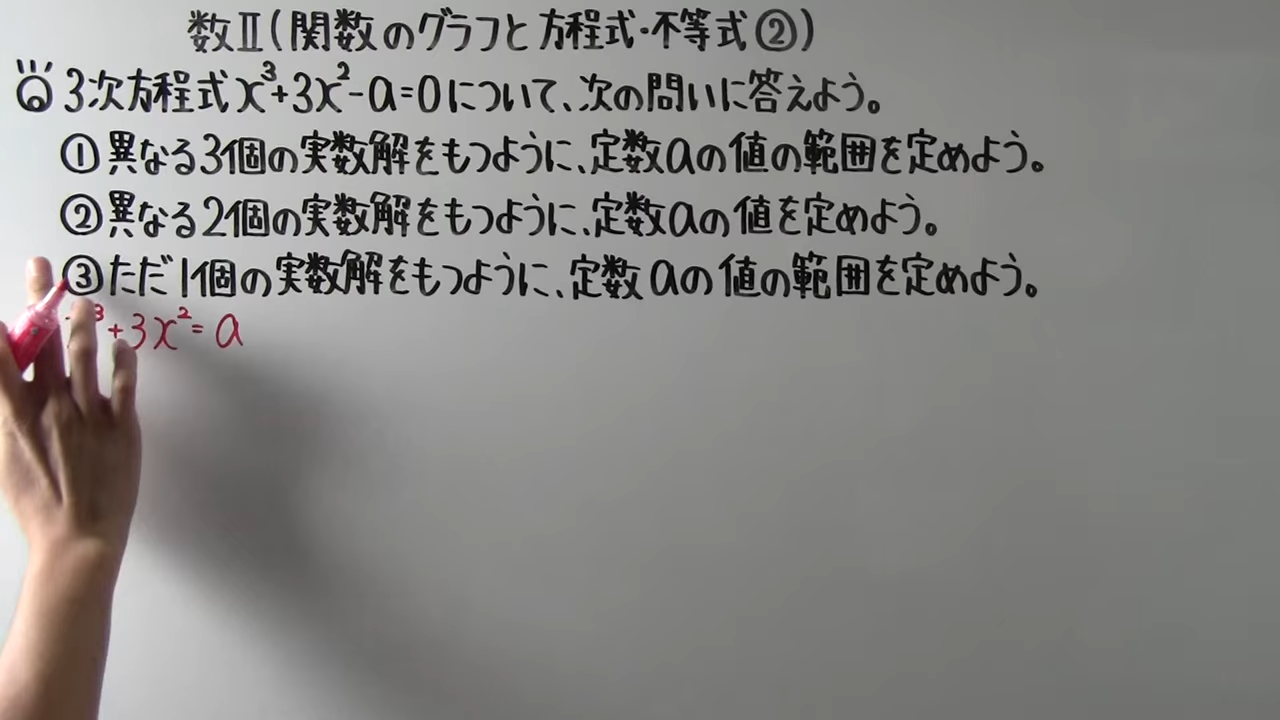 数Ⅱ(関数のグラフと方程式・不等式②)
3次方程式x³+3x²-a=0について、次の問いに答えよう。
①異なる3個の実数解をもつように、定数aの値の範囲を定めよう。
②異なる2個の実数解をもつように、定数aの値を定めよう。
③ただ1個の実数解をもつように、定数aの値の範囲を定めよう。
x³+3x²=a